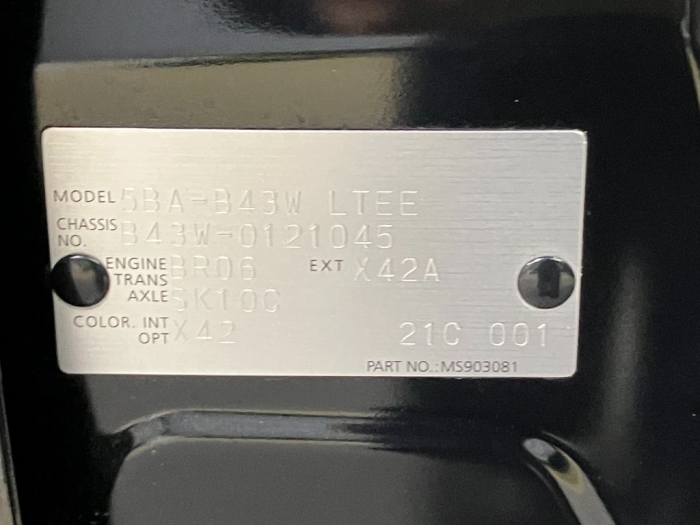 MODEL 5BA-B43W LTEE
CHASSIS NO. B43W-0121045
ENGINE BR06 EXT X42A
TRANS AXLE 5K10C
COLOR. INT X42 21C 001
OPT
PART NO.:MS903081